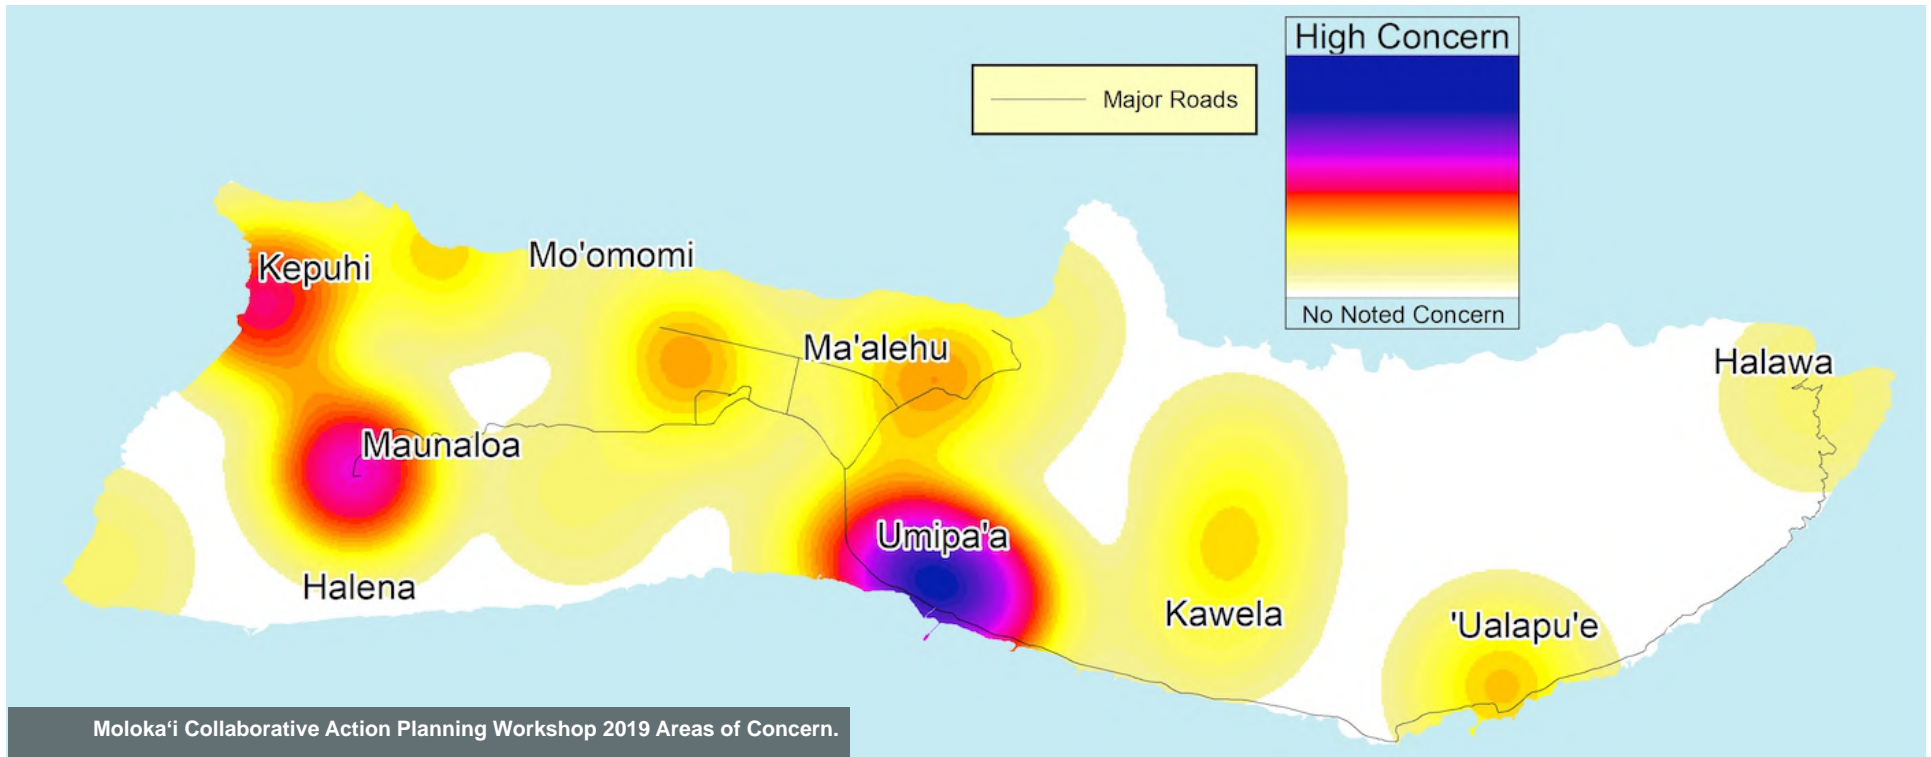 High Concern
Major Roads
No Noted Concern
Kepuhi
Mo'omomi
Ma'alehu
Halawa
Maunaloa
Umipa'a
Halena
Kawela
'Ualapu'e
Molokaʻi Collaborative Action Planning Workshop 2019 Areas of Concern.